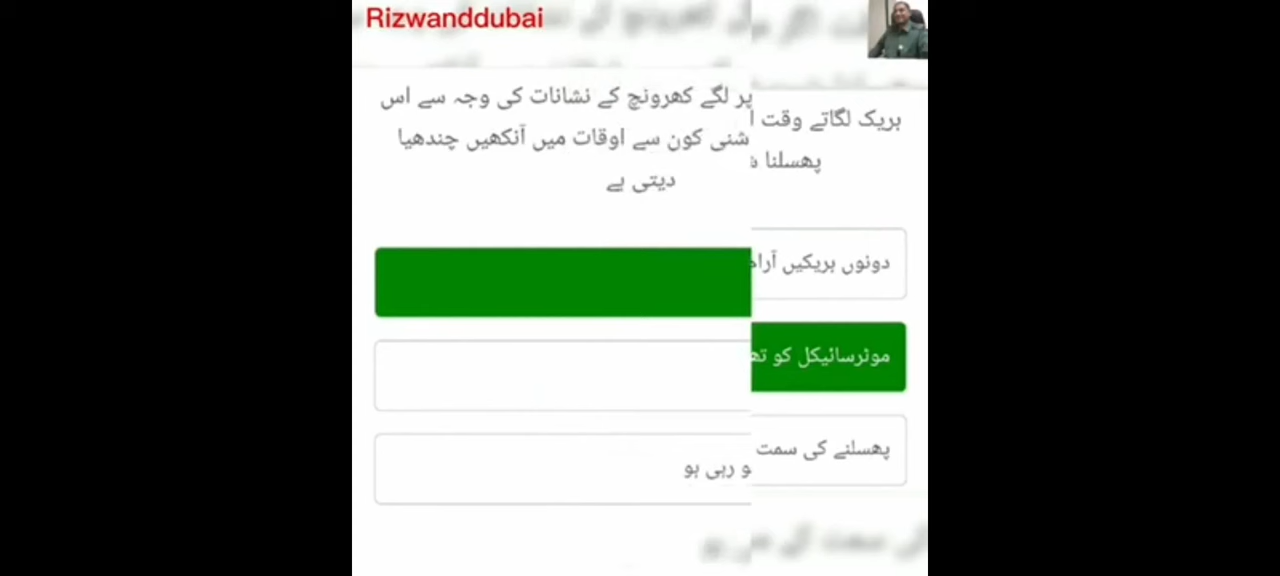 Rizwanddubai
پر لگے کھرونچ کے نشانات کی وجہ سے اس
شنی کون سے اوقات میں آنکھیں چندھیا
دیتی ہے
و رہی ہو
بریک لگاتے وقت ا
پھسلنا
دونوں بریکیں آرام
موٹرسائیکل کو تھ
پھسلنے کی سمت